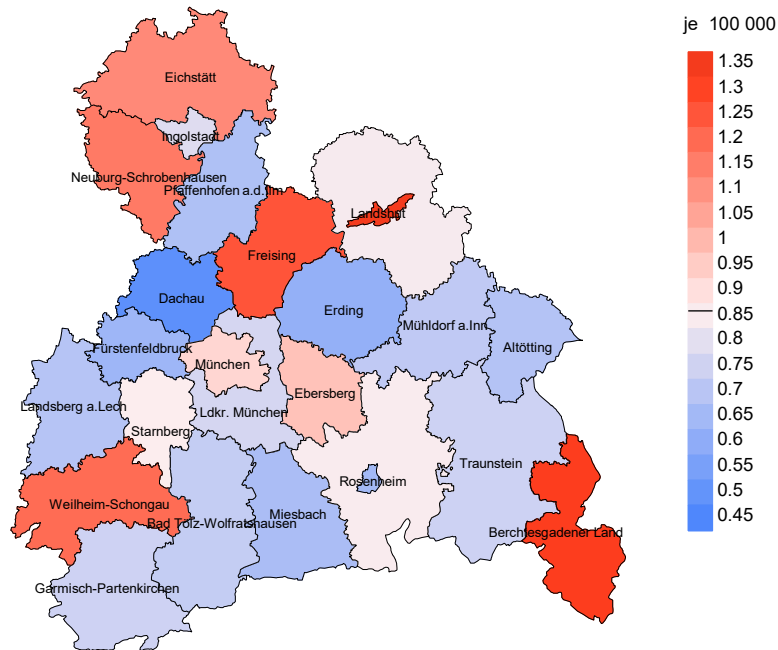 je 100 000
1.35
1.3
1.25
1.2
1.15
1.1
1.05
1
0.95
0.9
0.85
0.8
0.75
0.7
0.65
0.6
0.55
0.5
0.45
Eichstätt
Ingolstadt
Neuburg-Schrobenhausen
Pfaffenhofen a.d.Ilm
Landshut
Freising
Dachau
Erding
Mühldorf a.Inn
Altötting
Fürstenfeldbruck
München
Ebersberg
Landsberg a.Lech
Ldkr. München
Starnberg
Traunstein
Rosenheim
Weilheim-Schongau
Miesbach
Bad Tölz-Wolfratshausen
Berchtesgadener Land
Garmisch-Partenkirchen